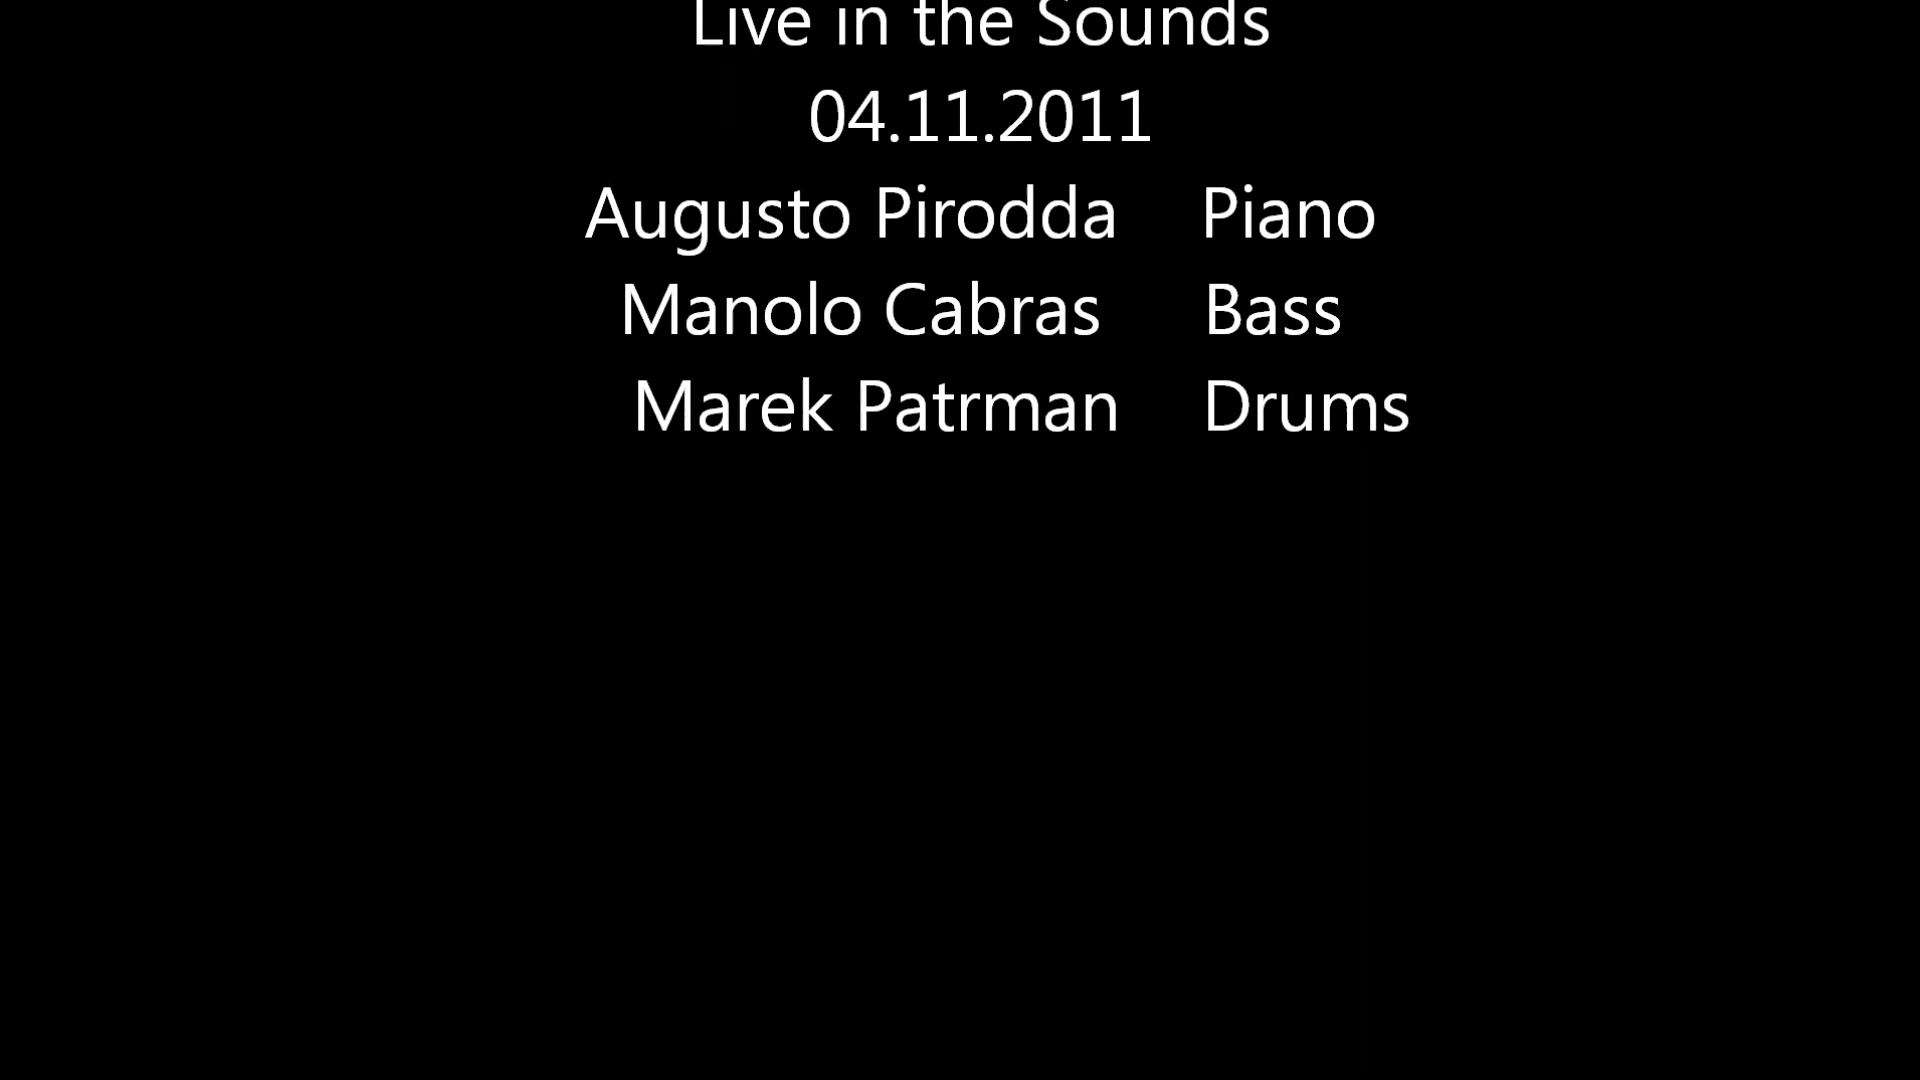 Live in the Sounds
04.11.2011
Augusto Pirodda Piano
Manolo Cabras Bass
Marek Patrman Drums